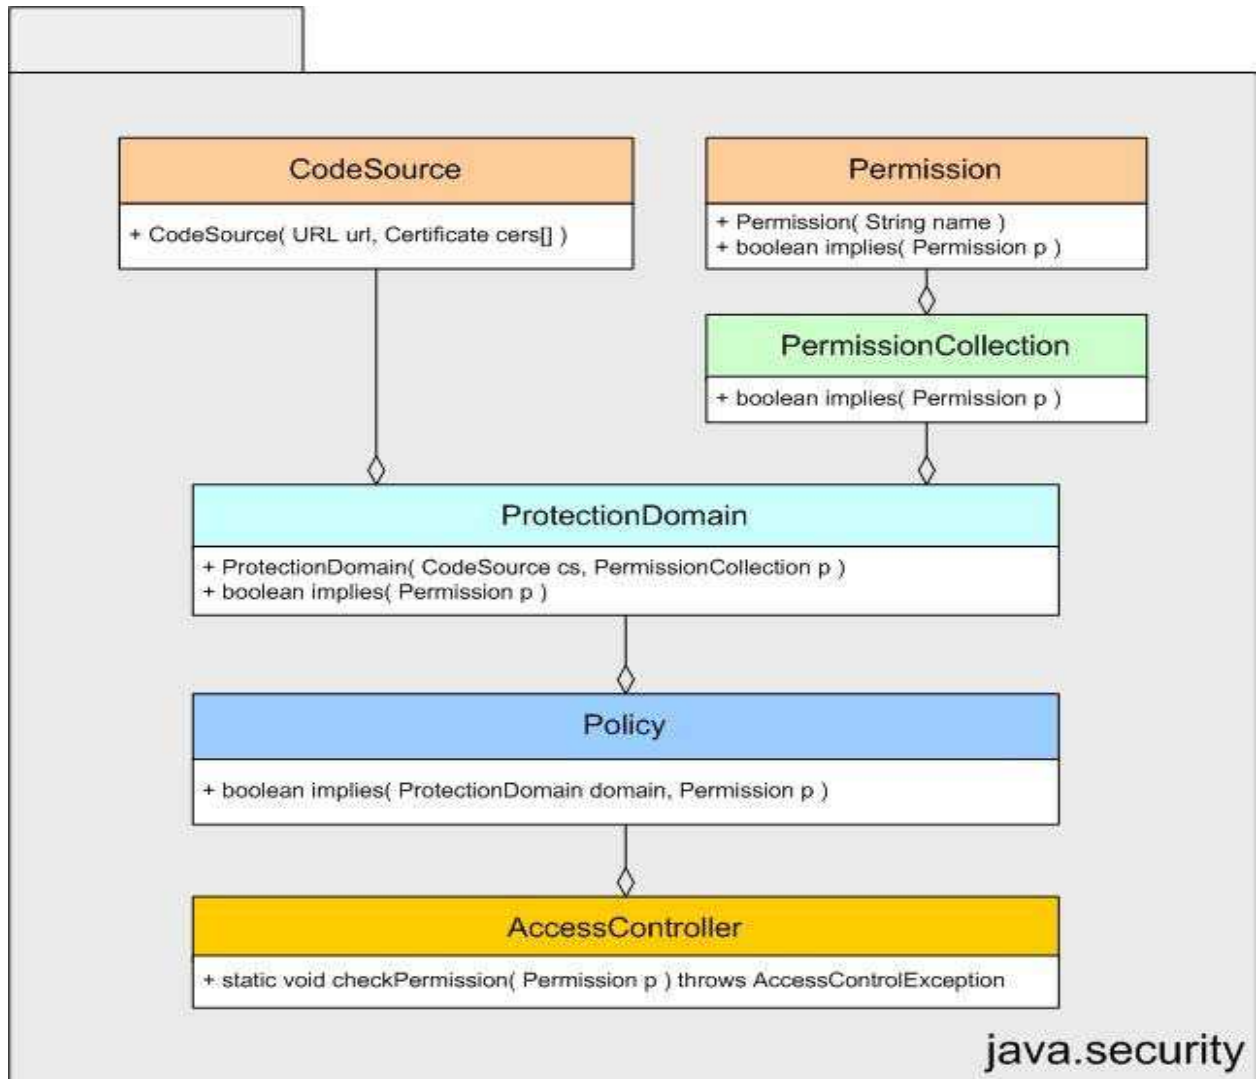 CodeSource
+ CodeSource( URL url, Certificate cers[] )
Permission
+ Permission( String name )
+ boolean implies( Permission p )
PermissionCollection
+ boolean implies( Permission p )
ProtectionDomain
+ ProtectionDomain( CodeSource cs, PermissionCollection p )
+ boolean implies( Permission p )
Policy
+ boolean implies( ProtectionDomain domain, Permission p )
AccessController
+ static void checkPermission( Permission p ) throws AccessControlException
java.security